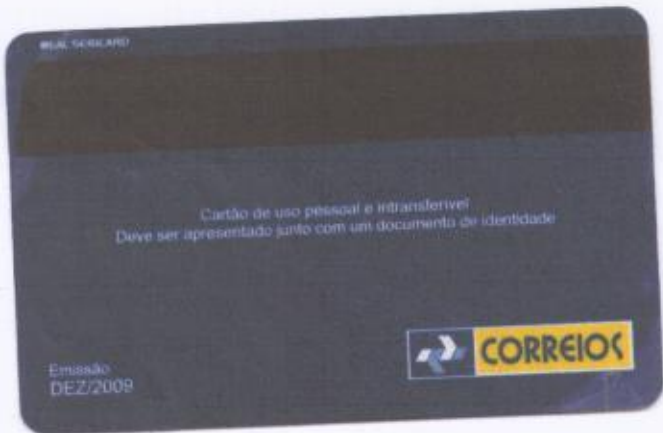 Cartão de uso pessoal e intransferível
Deve ser apresentado junto com um documento de identidade
CORREIOS
Emissão
DEZ/2009